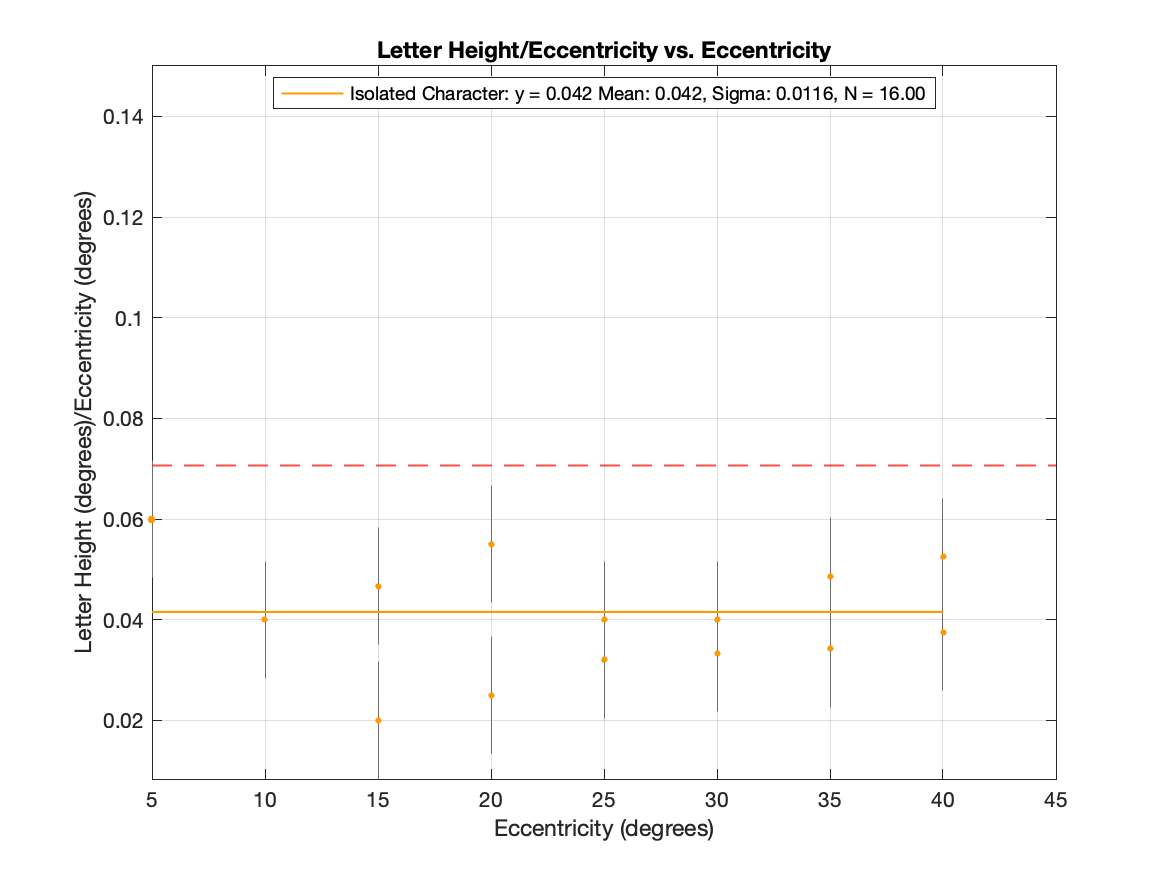 Letter Height/Eccentricity vs. Eccentricity
Isolated Character: y = 0.042 Mean: 0.042, Sigma: 0.0116, N = 16.00
Letter Height (degrees)/Eccentricity (degrees)
0.14
0.12
0.1
0.08
0.06
0.04
0.02
5 10 15 20 25 30 35 40 45
Eccentricity (degrees)